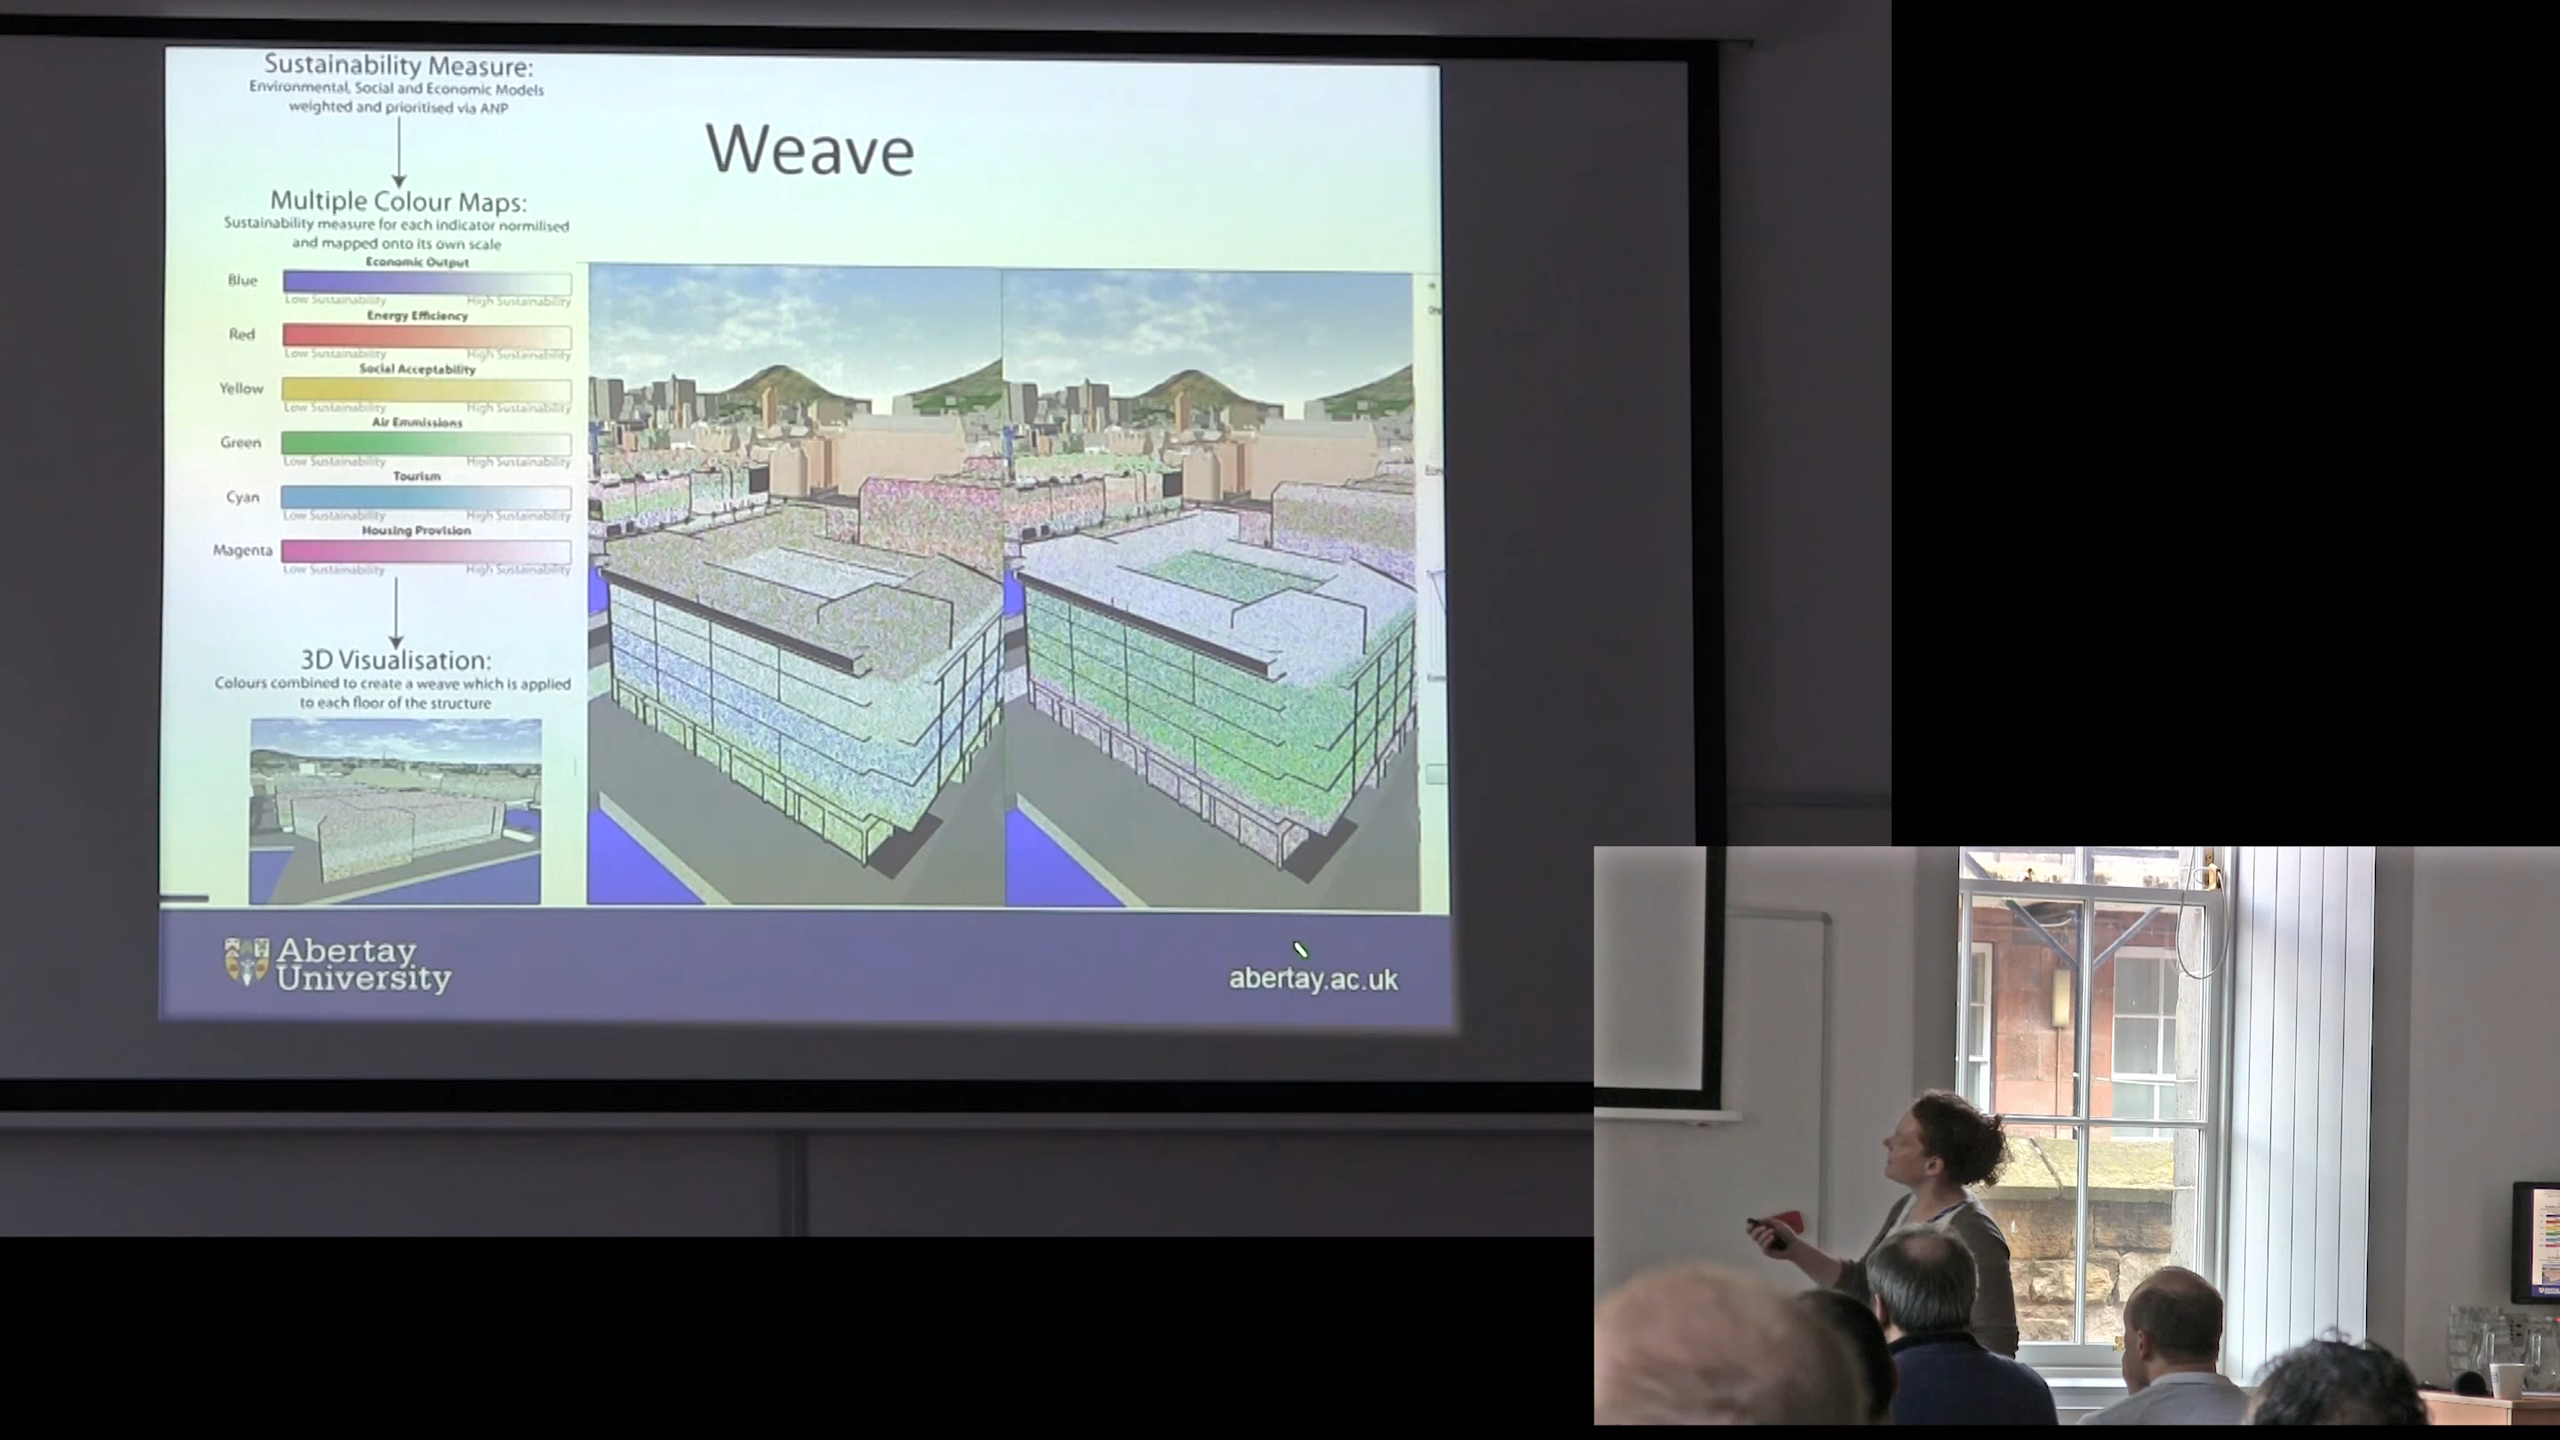 Sustainability Measure:
Environmental, Social and Economic Models
weighted and prioritised via ANP
Weave
Multiple Colour Maps:
Sustainability measure for each indicator normilised
and mapped onto its own scale
Economic Output
Blue
Low Sustainability High Sustainability
Energy Efficiency
Red
Low Sustainability High Sustainability
Social Acceptability
Yellow
Low Sustainability High Sustainability
Air Emmissions
Green
Low Sustainability High Sustainability
Tourism
Cyan
Low Sustainability High Sustainability
Housing Provision
Magenta
Low Sustainability High Sustainability
3D Visualisation:
Colours combined to create a weave which is applied
to each floor of the structure
Abertay
University
abertay.ac.uk